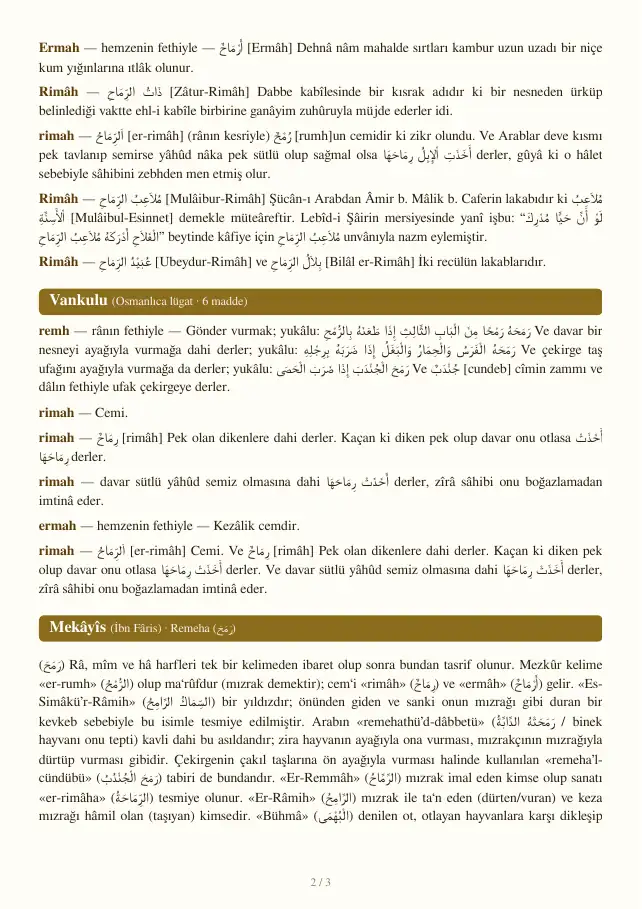 Ermah — hemzenin fethiyle — أَرْمَاحٌ [Ermâh] Dehnâ nâm mahalde sırtları kambur uzun uzadı bir niçe
kum yığınlarına ıtlâk olunur.
Rimâh — ذَاتُ الرِّمَاحِ [Zâtur-Rimâh] Dabbe kabîlesinde bir kısrak adıdır ki bir nesneden ürküp
belinlediği vaktte ehl-i kabîle birbirine ganâyim zuhûruyla müjde ederler idi.
rimah — اَلرِّمَاحُ [er-rimâh] (rânın kesriyle) رُمْحٌ [rumh]un cemidir ki zikr olundu. Ve Arablar deve kısmı
pek tavlanıp semirse yâhûd nâka pek sütlü olup sağmal olsa أَخَذَتِ اْلإِبِلُ رِمَاحَهَا derler, gûyâ ki o hâlet
sebebiyle sâhibini zebhden men etmiş olur.
Rimâh — مُلاَعِبُ الرِّمَاحِ [Mulâibur-Rimâh] Şücân-ı Arabdan Âmir b. Mâlik b. Caferin lakabıdır ki مُلاَعِبُ
اْلأَسِنَّةِ [Mulâibul-Esinnet] demekle müteâreftir. Lebîd-i Şâirin mersiyesinde yanî işbu: “لَوْ أَنَّ حَيًّا مُدْرِكَ
الْفَلاَحِ أَدْرَكَهُ مُلاَعِبُ الرِّمَاحِ” beytinde kâfiye için مُلاَعِبُ الرِّمَاحِ unvânıyla nazm eylemiştir.
Rimâh — عُبَيْدُ الرِّمَاحِ [Ubeydur-Rimâh] ve بِلاَلُ الرِّمَاحِ [Bilâl er-Rimâh] İki recülün lakablarıdır.
Vankulu (Osmanlıca lügat · 6 madde)
remh — rânın fethiyle — Gönder vurmak; yukâlu: رَمَحَهُ رَمْحًا مِنَ الْبَابِ الثَّالِثِ إِذَا طَعَنَهُ بِالرُّمْحِ Ve davar bir
nesneyi ayağıyla vurmağa dahi derler; yukâlu: رَمَحَهُ الْفَرَسُ وَالْحِمَارُ وَالْبَغْلُ إِذَا ضَرَبَهُ بِرِجْلِهِ Ve çekirge taş
ufağını ayağıyla vurmağa da derler; yukâlu: رَمَحَ الْجُنْدَبَ إِذَا ضَرَبَ الْحَصَى Ve جُنْدَبٌ [cundeb] cîmin zammı ve
dâlın fethiyle ufak çekirgeye derler.
rimah — Cemi.
rimah — رِمَاحٌ [rimâh] Pek olan dikenlere dahi derler. Kaçan ki diken pek olup davar onu otlasa أَخَذَتْ
رِمَاحَهَا derler.
rimah — davar sütlü yâhûd semiz olmasına dahi أَخَذَتْ رِمَاحَهَا derler, zîrâ sâhibi onu boğazlamadan
imtinâ eder.
ermah — hemzenin fethiyle — Kezâlik cemdir.
rimah — اَلرِّمَاحُ [er-rimâh] Cemi. Ve رِمَاحٌ [rimâh] Pek olan dikenlere dahi derler. Kaçan ki diken pek
olup davar onu otlasa أَخَذَتْ رِمَاحَهَا derler. Ve davar sütlü yâhûd semiz olmasına dahi أَخَذَتْ رِمَاحَهَا derler,
zîrâ sâhibi onu boğazlamadan imtinâ eder.
Mekâyîs (İbn Fâris) · Remeha (رَمَحَ)
(رَمَحَ) Râ, mîm ve hâ harfleri tek bir kelimeden ibaret olup sonra bundan tasrif olunur. Mezkûr kelime
«er-rumh» (الرُّمْحُ) olup ma‘rûfdur (mızrak demektir); cem‘i «rimâh» (رِمَاحٌ) ve «ermâh» (أَرْمَاحٌ) gelir. «Es-
Simâkü’r-Râmih» (السِّمَاكُ الرَّامِحُ) bir yıldızdır; önünden giden ve sanki onun mızrağı gibi duran bir
kevkeb sebebiyle bu isimle tesmiye edilmiştir. Arabın «remehathü’d-dâbbetü» (رَمَحَتْهُ الدَّابَّةُ / binek
hayvanı onu tepti) kavli dahi bu asıldandır; zira hayvanın ayağıyla ona vurması, mızrakçının mızrağıyla
dürtüp vurması gibidir. Çekirgenin çakıl taşlarına ön ayağıyla vurması halinde kullanılan «remeha’l-
cündübü» (رَمَحَ الْجُنْدُبُ) tabiri de bundandır. «Er-Remmâh» (الرَّمَّاحُ) mızrak imal eden kimse olup sanatı
«er-rimâha» (الرِّمَاحَةُ) tesmiye olunur. «Er-Râmih» (الرَّامِحُ) mızrak ile ta‘n eden (dürten/vuran) ve keza
mızrağı hâmil olan (taşıyan) kimsedir. «Bühmâ» (الْبُهْمَى) denilen ot, otlayan hayvanlara karşı dikleşip
2 / 3